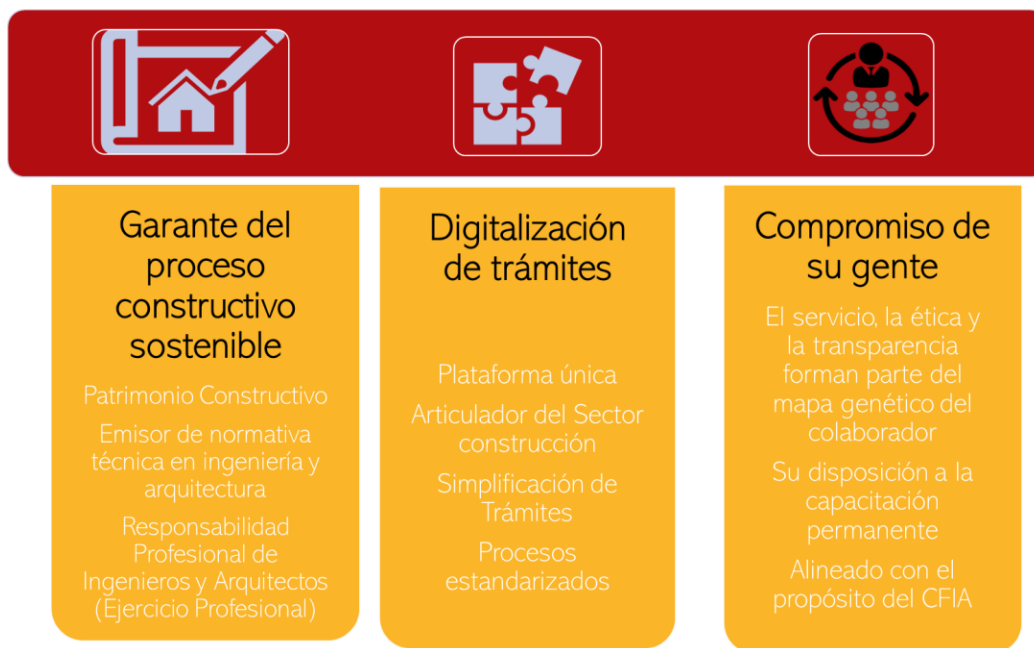 Garante del
proceso
constructivo
sostenible
Patrimonio Constructivo
Emisor de normativa
técnica en ingeniería y
arquitectura
Responsabilidad
Profesional de
Ingenieros y Arquitectos
(Ejercicio Profesional)
Digitalización
de trámites
Plataforma única
Articulador del Sector
construcción
Simplificación de
Trámites
Procesos
estandarizados
Compromiso de
su gente
El servicio, la ética y
la transparencia
forman parte del
mapa genético del
colaborador
Su disposición a la
capacitación
permanente
Alineado con el
propósito del CFIA